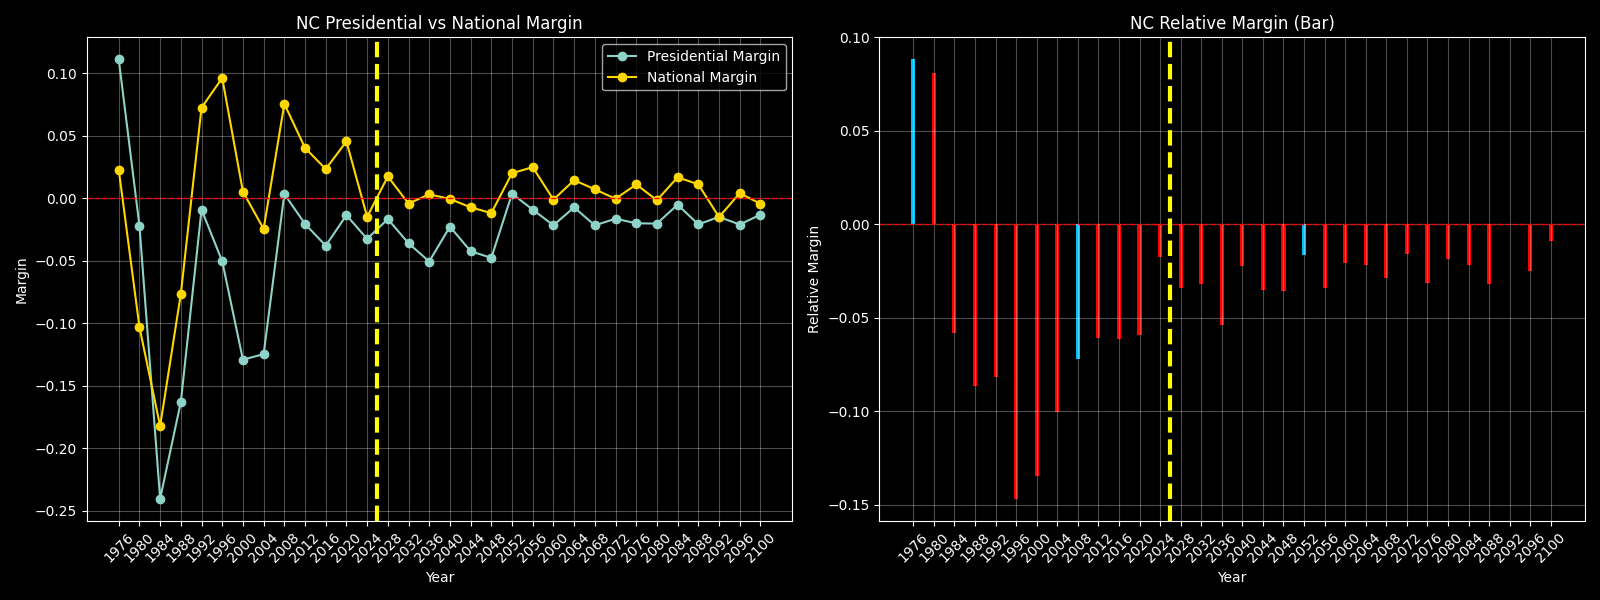 NC Presidential vs National Margin
Presidential Margin
National Margin
0.10
0.05
0.00
−0.05
−0.10
−0.15
−0.20
−0.25
Margin
1976 1980 1984 1988 1992 1996 2000 2004 2008 2012 2016 2020 2024 2028 2032 2036 2040 2044 2048 2052 2056 2060 2064 2068 2072 2076 2080 2084 2088 2092 2096 2100
Year
NC Relative Margin (Bar)
0.10
0.05
0.00
−0.05
−0.10
−0.15
Relative Margin
1976 1980 1984 1988 1992 1996 2000 2004 2008 2012 2016 2020 2024 2028 2032 2036 2040 2044 2048 2052 2056 2060 2064 2068 2072 2076 2080 2084 2088 2092 2096 2100
Year